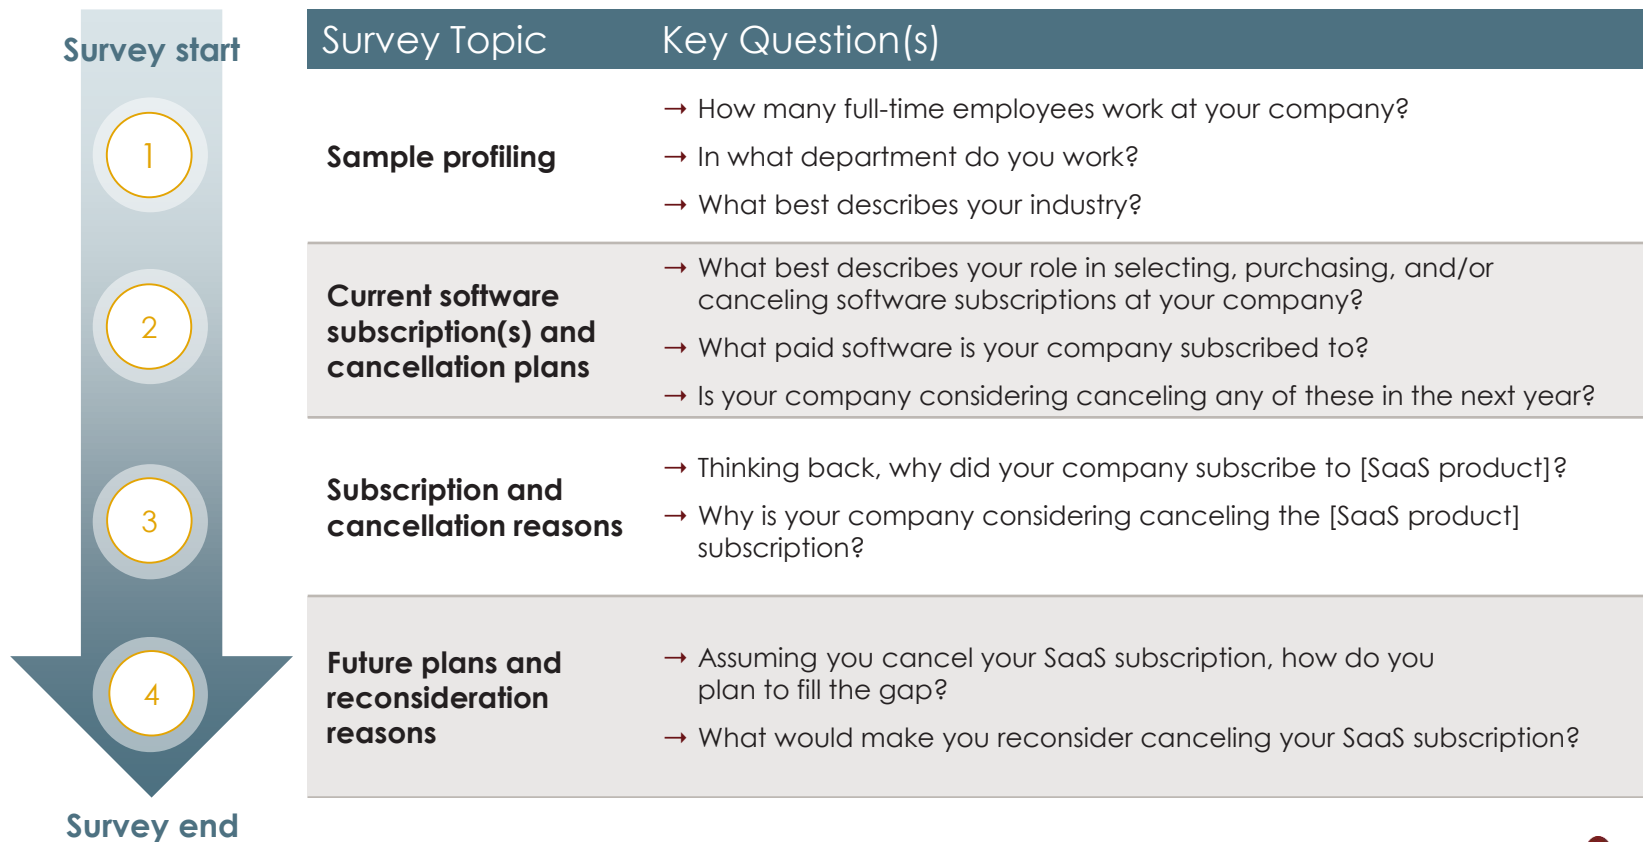 Survey start
Survey Topic
Key Question(s)
1
Sample profiling
→ How many full-time employees work at your company?
→ In what department do you work?
→ What best describes your industry?
2
Current software
subscription(s) and
cancellation plans
→ What best describes your role in selecting, purchasing, and/or
canceling software subscriptions at your company?
→ What paid software is your company subscribed to?
→ Is your company considering canceling any of these in the next year?
3
Subscription and
cancellation reasons
→ Thinking back, why did your company subscribe to [SaaS product]?
→ Why is your company considering canceling the [SaaS product]
subscription?
4
Future plans and
reconsideration
reasons
→ Assuming you cancel your SaaS subscription, how do you
plan to fill the gap?
→ What would make you reconsider canceling your SaaS subscription?
Survey end